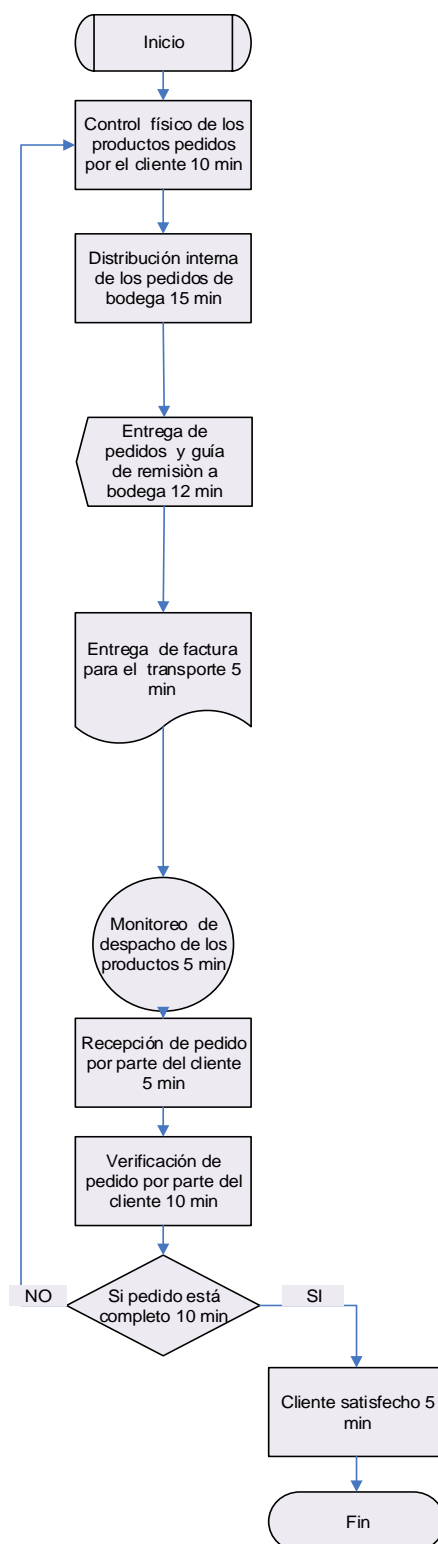 Inicio
Control físico de los
productos pedidos
por el cliente 10 min
Distribución interna
de los pedidos de
bodega 15 min
Entrega de
pedidos y guía
de remisiòn a
bodega 12 min
Entrega de factura
para el transporte 5
min
Monitoreo de
despacho de los
productos 5 min
Recepción de pedido
por parte del cliente
5 min
Verificación de
pedido por parte del
cliente 10 min
NO
Si pedido está
completo 10 min
SI
Cliente satisfecho 5
min
Fin